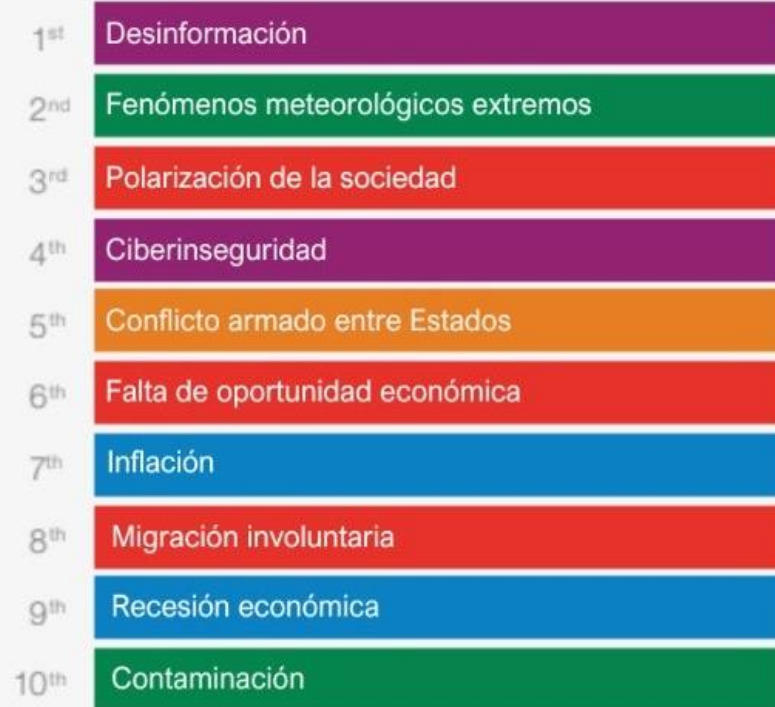 1st Desinformación
2nd Fenómenos meteorológicos extremos
3rd Polarización de la sociedad
4th Ciberinseguridad
5th Conflicto armado entre Estados
6th Falta de oportunidad económica
7th Inflación
8th Migración involuntaria
9th Recesión económica
10th Contaminación